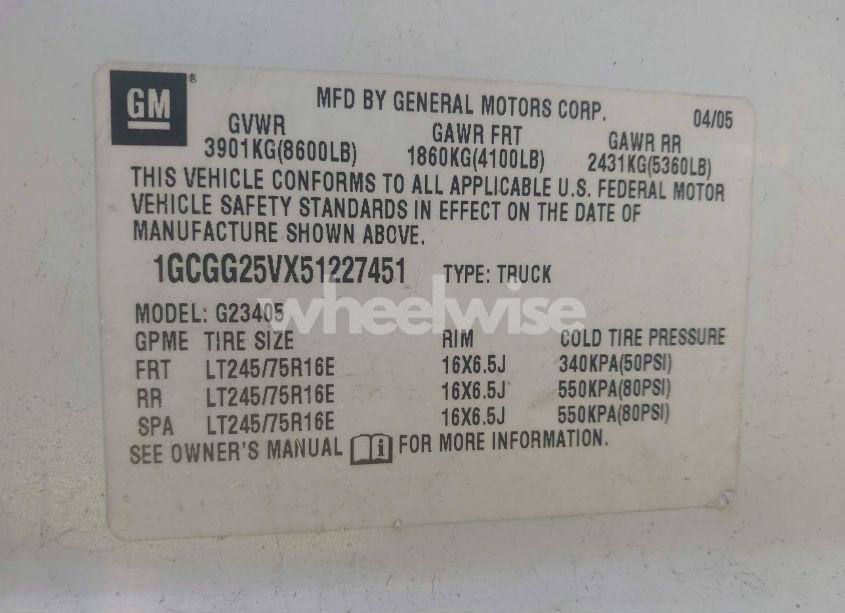 GM®
MFD BY GENERAL MOTORS CORP. 04/05
GVWR GAWR FRT GAWR RR
3901KG(8600LB) 1860KG(4100LB) 2431KG(5360LB)
THIS VEHICLE CONFORMS TO ALL APPLICABLE U.S. FEDERAL MOTOR
VEHICLE SAFETY STANDARDS IN EFFECT ON THE DATE OF
MANUFACTURE SHOWN ABOVE.
1GCGG25VX51227451 TYPE: TRUCK
MODEL: G23405
wheelwise
GPME TIRE SIZE RIM COLD TIRE PRESSURE
FRT LT245/75R16E 16X6.5J 340KPA(50PSI)
RR LT245/75R16E 16X6.5J 550KPA(80PSI)
SPA LT245/75R16E 16X6.5J 550KPA(80PSI)
SEE OWNER'S MANUAL i FOR MORE INFORMATION.